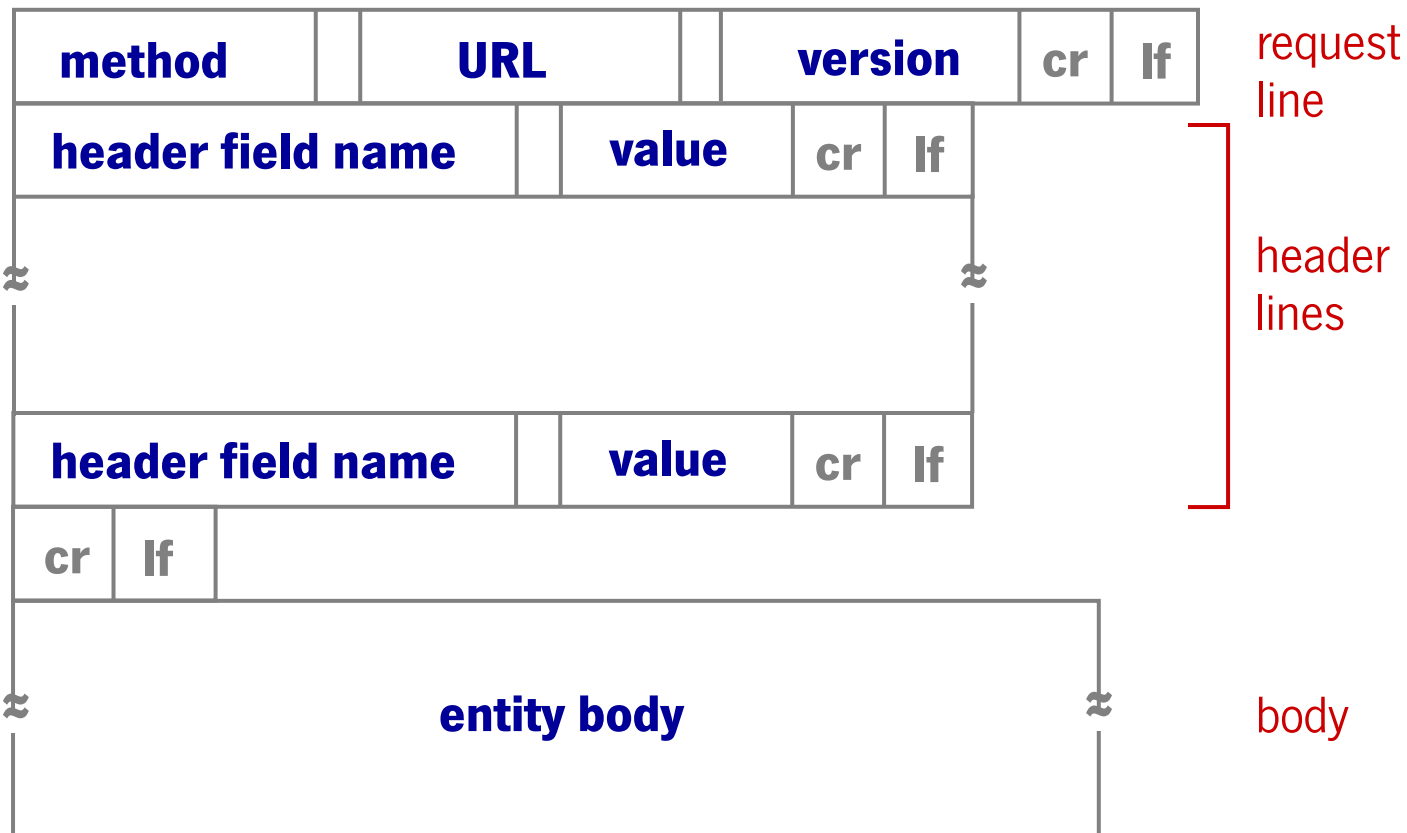 method URL version cr lf request line
header field name value cr lf
header lines
header field name value cr lf
cr lf
entity body body